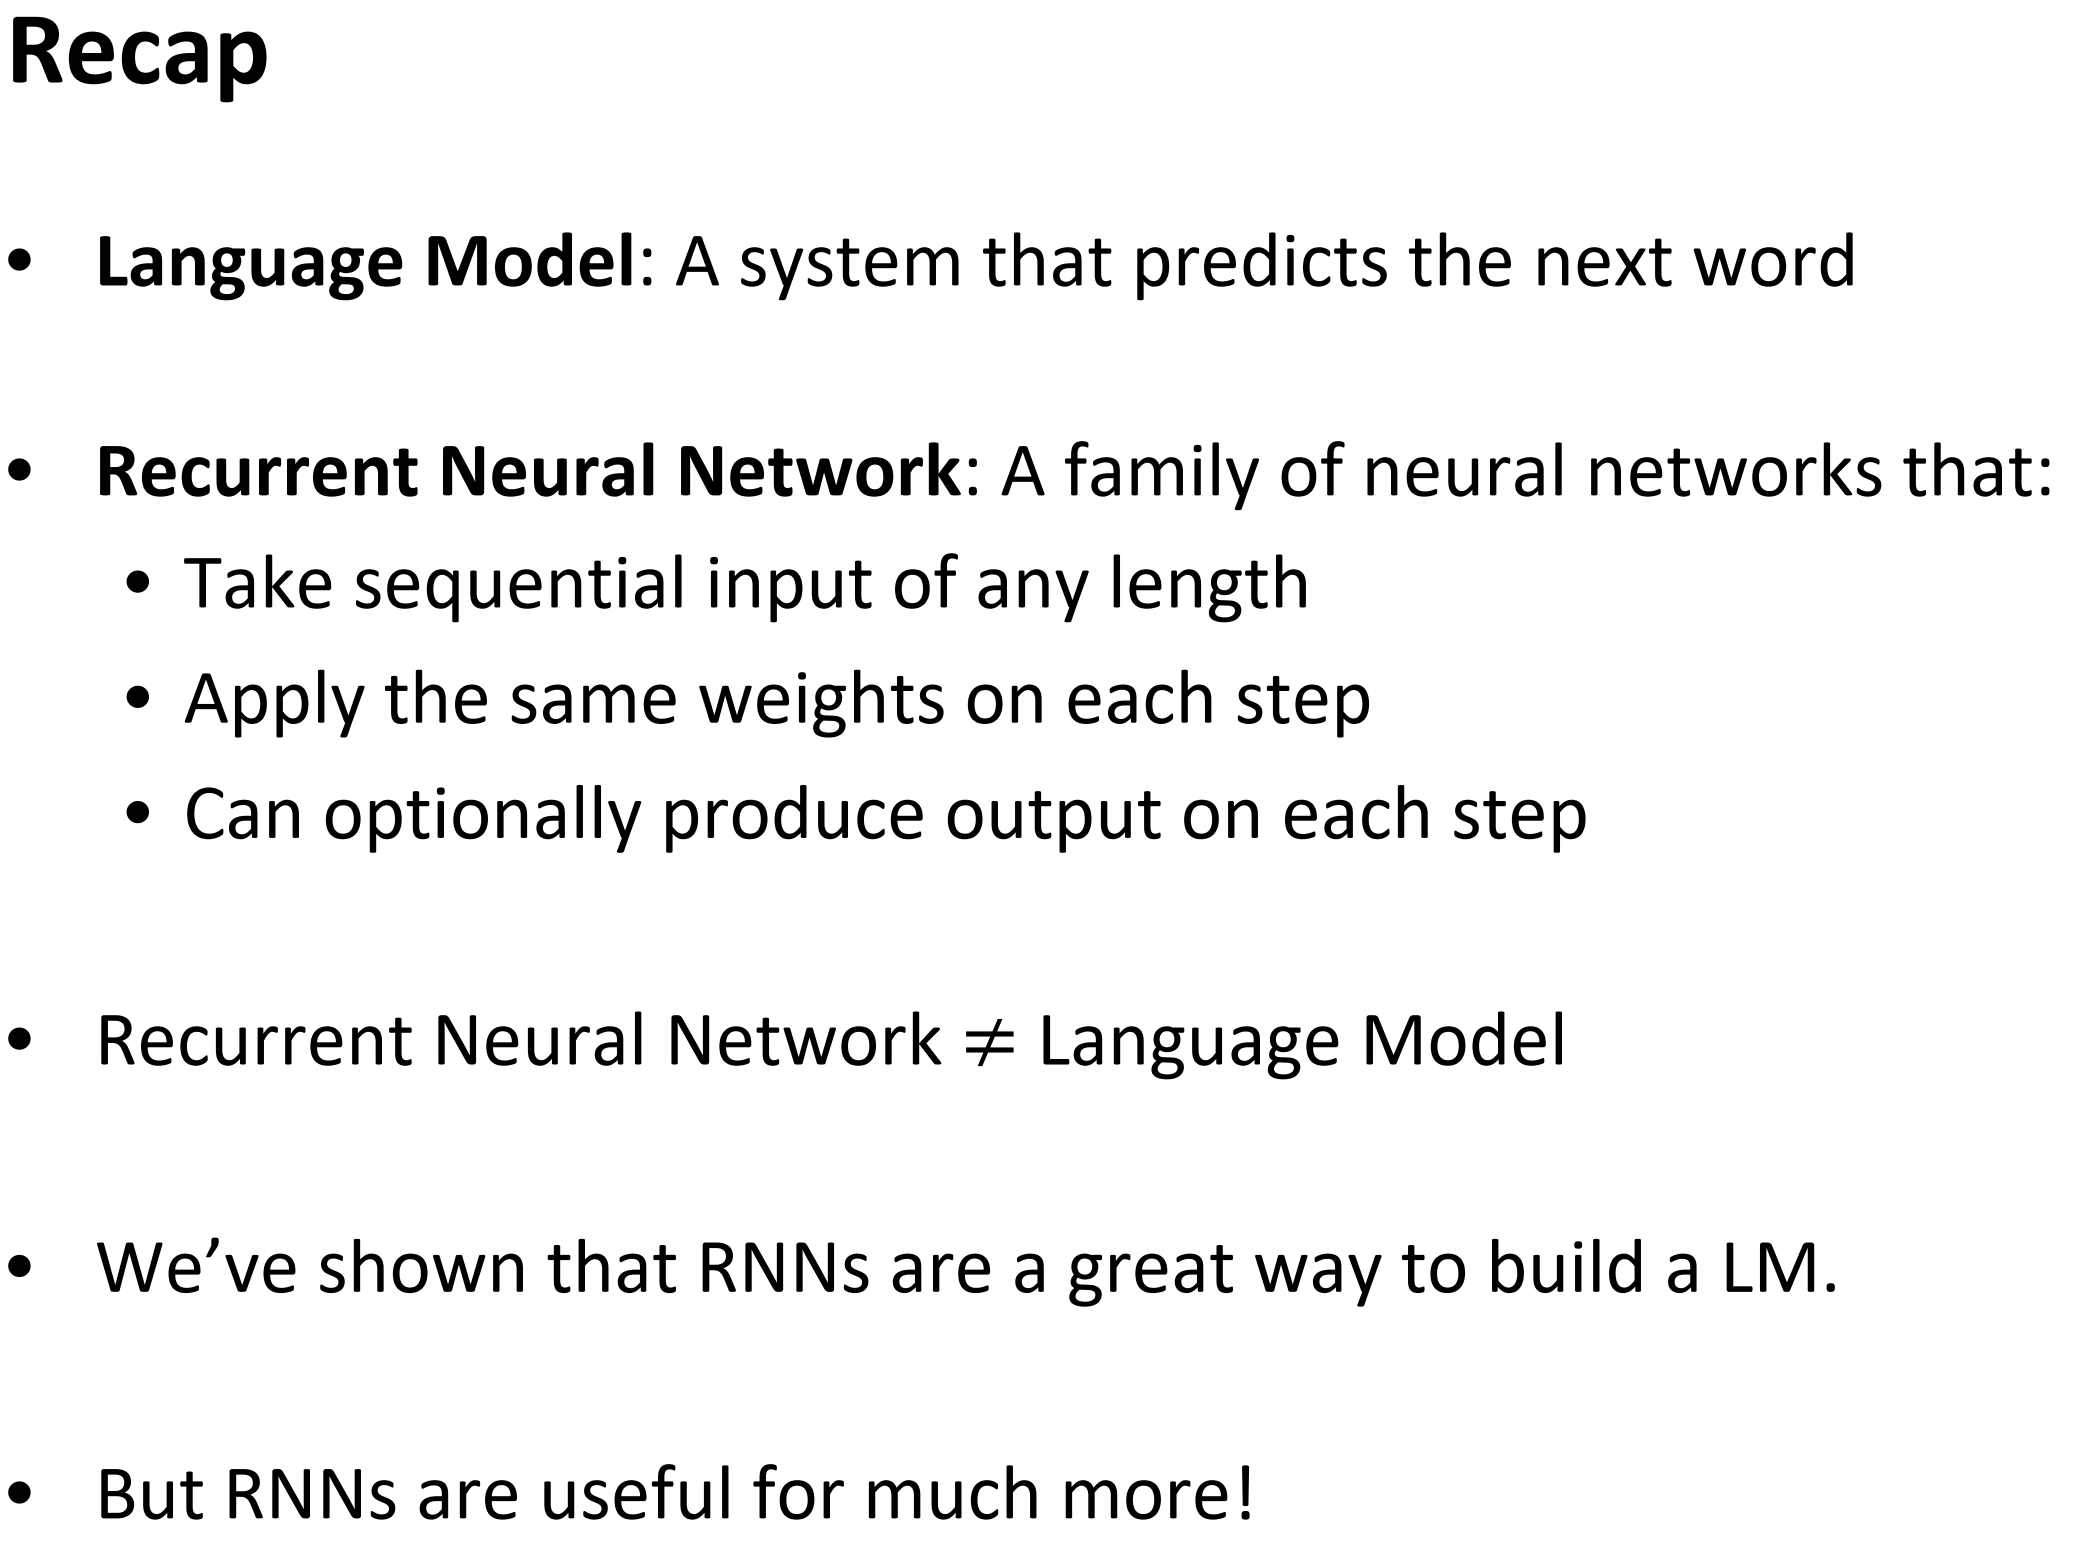 Recap
• Language Model: A system that predicts the next word
• Recurrent Neural Network: A family of neural networks that:
• Take sequential input of any length
• Apply the same weights on each step
• Can optionally produce output on each step
• Recurrent Neural Network ≠ Language Model
• We’ve shown that RNNs are a great way to build a LM.
• But RNNs are useful for much more!